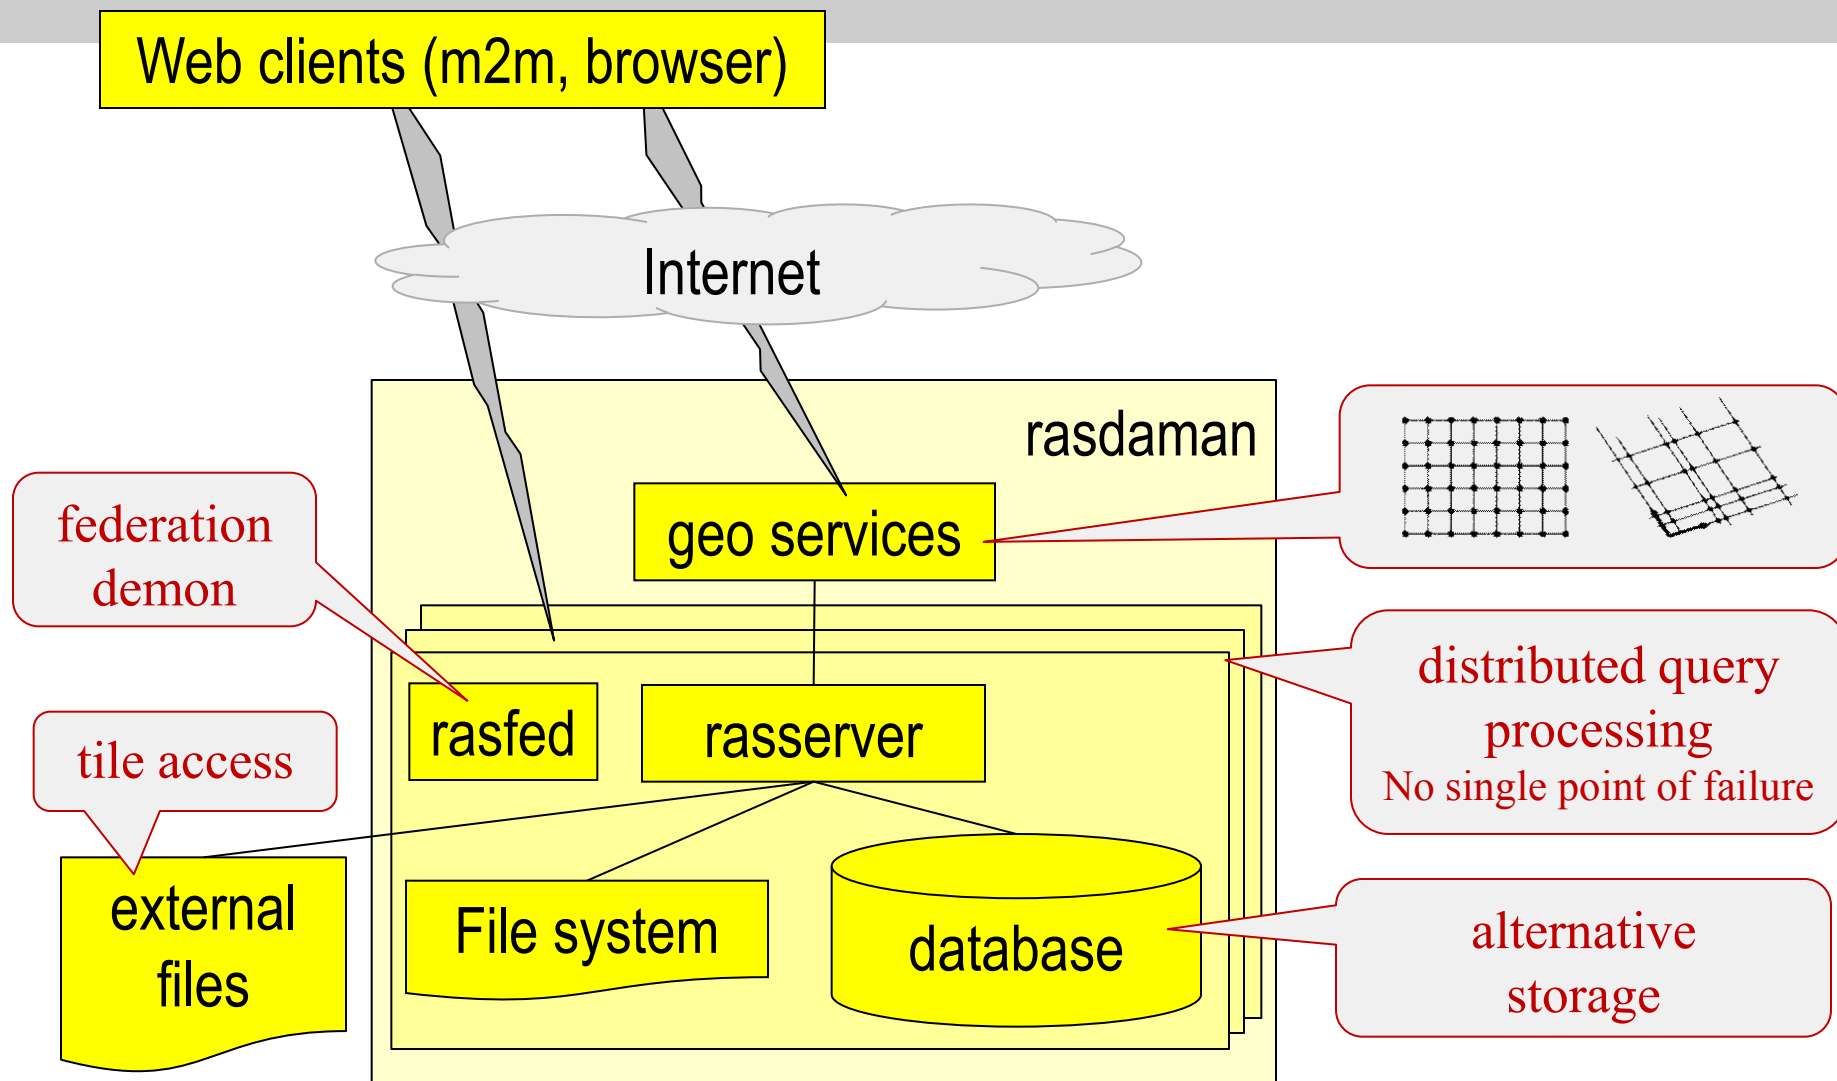 Web clients (m2m, browser)
Internet
rasdaman
geo services
federation
demon
distributed query
processing
No single point of failure
rasfed
rasserver
tile access
external
files
File system
database
alternative
storage